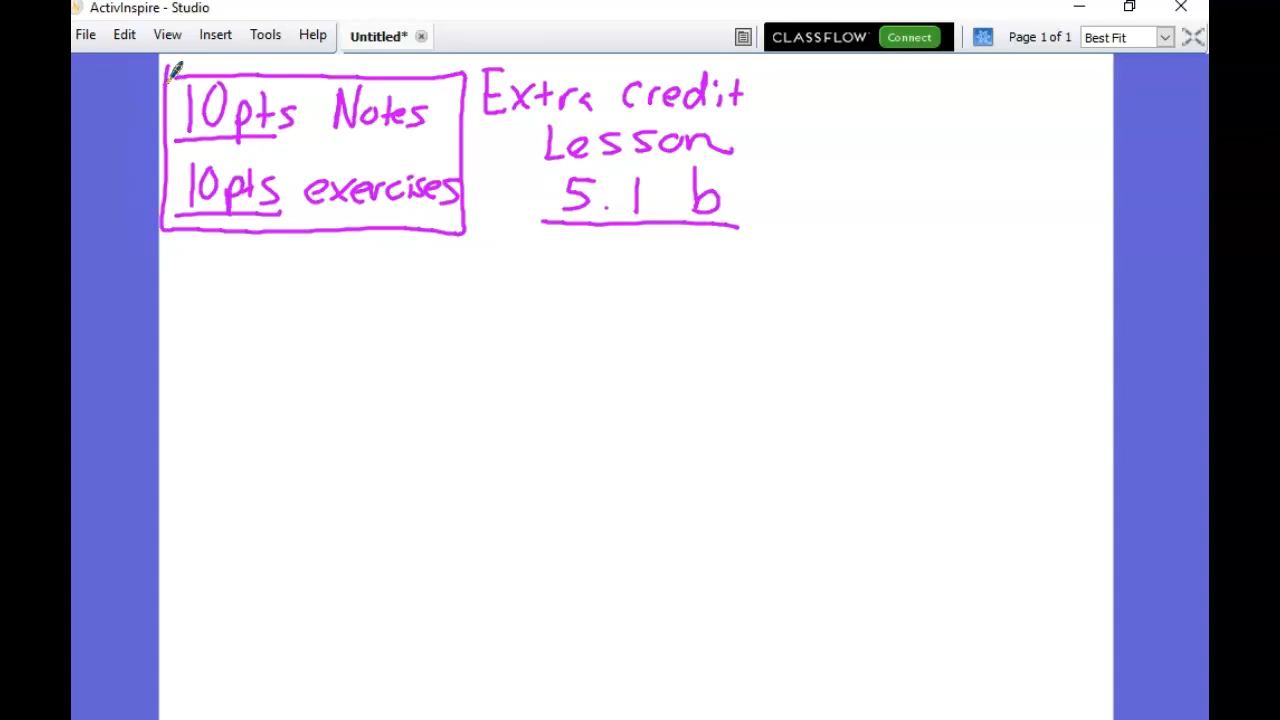 ActivInspire - Studio
File Edit View Insert Tools Help Untitled* CLASSFLOW Connect Page 1 of 1 Best Fit
10pts Notes
10pts exercises
Extra credit
Lesson
5.1 b